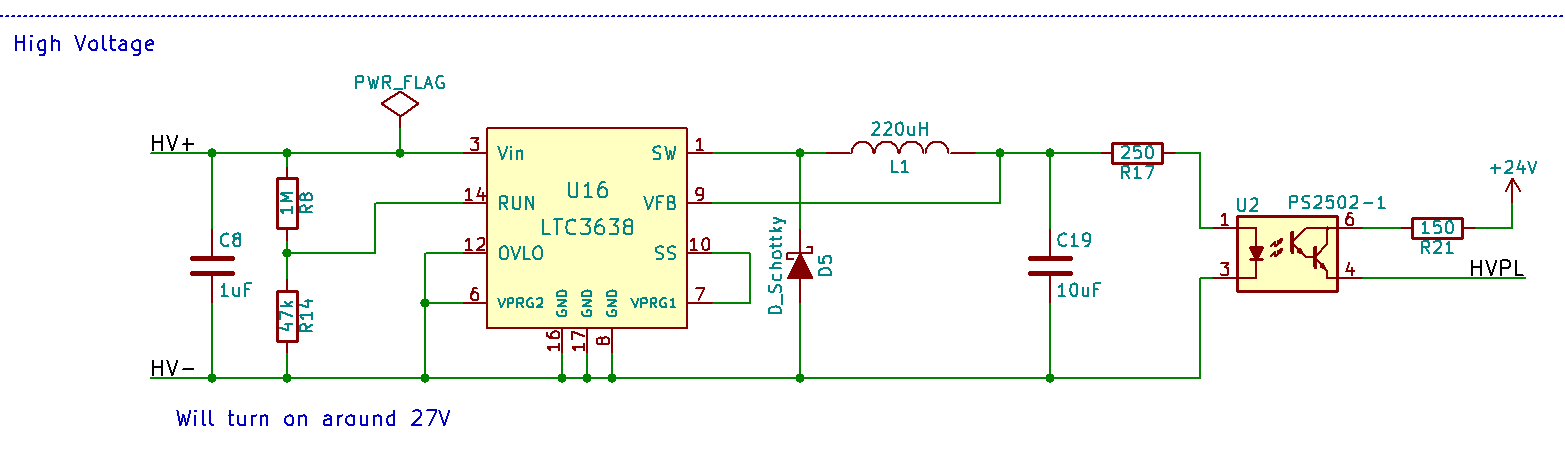 High Voltage
PWR_FLAG
HV+
3
Vin
SW
1
220uH
L1
250
R17
+24V
1M
R8
14
RUN
U16
LTC3638
VFB
9
U2
PS2502-1
1
6
150
R21
C8
1uF
12
OVLO
SS
10
D_Schottky
D5
C19
10uF
3
4
HVPL
47k
R14
6
VPRG2
GND
GND
GND
VPRG1
7
16
17
8
HV-
Will turn on around 27V